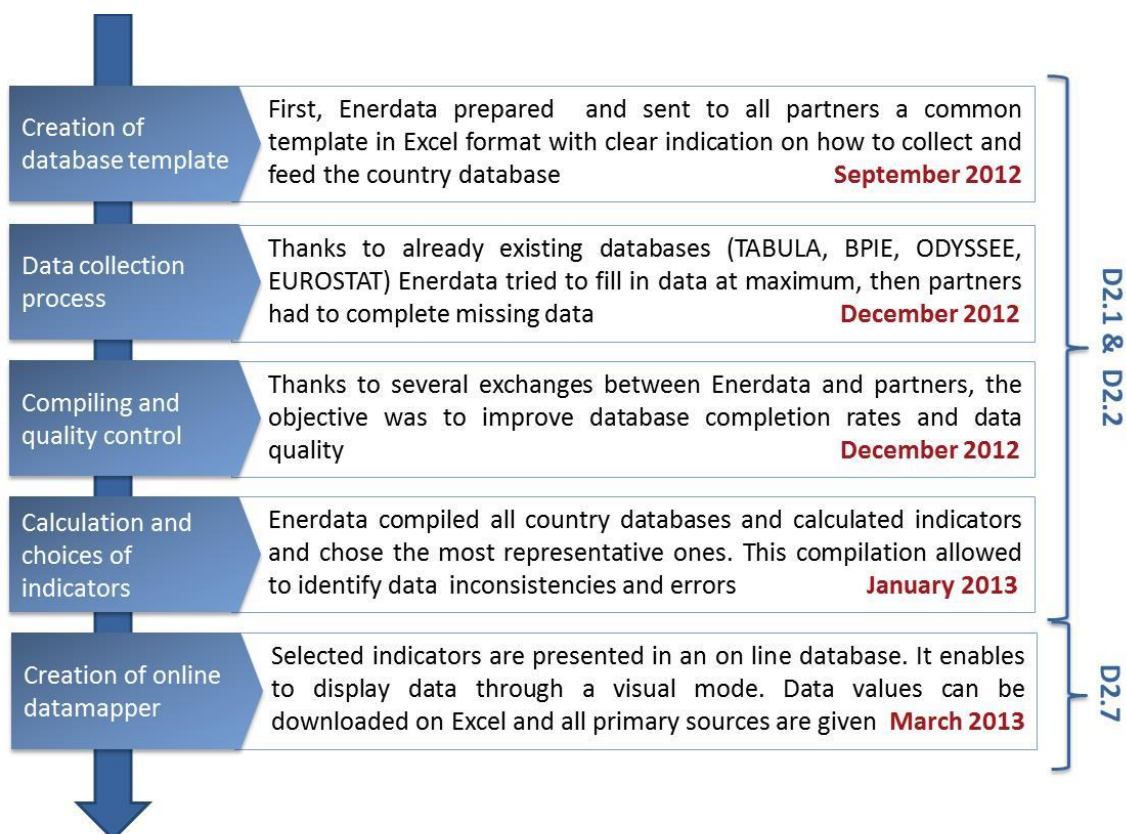 Creation of
database template
First, Enerdata prepared and sent to all partners a common
template in Excel format with clear indication on how to collect and
feed the country database September 2012
Data collection
process
Thanks to already existing databases (TABULA, BPIE, ODYSSEE,
EUROSTAT) Enerdata tried to fill in data at maximum, then partners
had to complete missing data December 2012
Compiling and
quality control
Thanks to several exchanges between Enerdata and partners, the
objective was to improve database completion rates and data
quality December 2012
Calculation and
choices of
indicators
Enerdata compiled all country databases and calculated indicators
and chose the most representative ones. This compilation allowed
to identify data inconsistencies and errors January 2013
D2.1 & D2.2
Creation of online
datamapper
Selected indicators are presented in an on line database. It enables
to display data through a visual mode. Data values can be
downloaded on Excel and all primary sources are given March 2013
D2.7